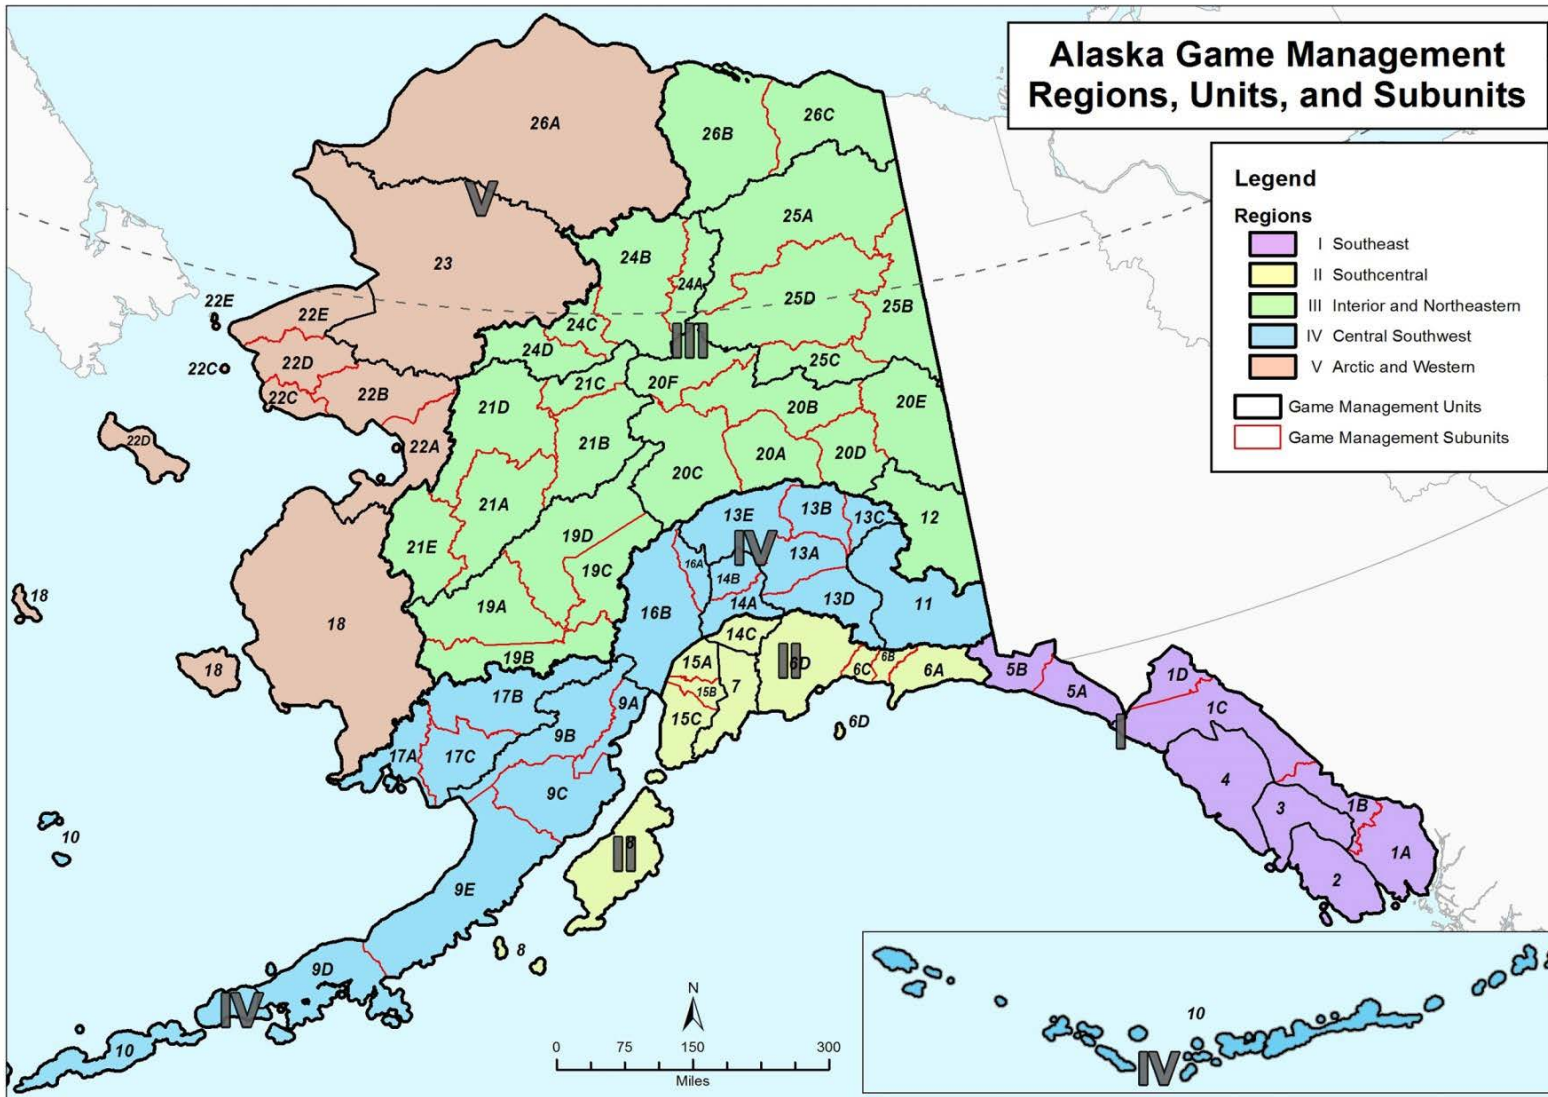 Alaska Game Management
Regions, Units, and Subunits
Legend
Regions
I Southeast
II Southcentral
III Interior and Northeastern
IV Central Southwest
V Arctic and Western
Game Management Units
Game Management Subunits
26A
26B
26C
V
25A
23
24B
24A
25D
25B
22E
22E
24C
III
22D
24D
25C
22C
21C
20F
22C
22B
21D
20B
20E
22D
22A
21B
20A
20D
20C
21A
13E
13B
13C
12
21E
19D
IV
13A
16A
19C
14B
18
19A
16B
14A
13D
11
18
14C
19B
18
15A
II
6D
6C
6B
6A
5B
1D
17B
9A
15B
7
5A
1C
15C
6D
I
9B
17A
17C
4
9C
3
1B
10
II
8
1A
9E
2
8
9D
IV
N
10
10
IV
0 75 150 300
Miles